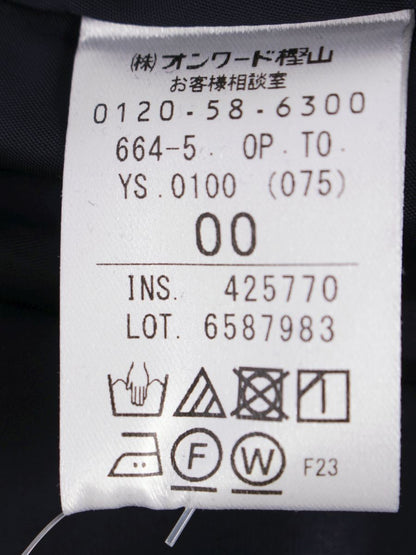 (株)オンワード樫山
お客様相談室
0120-58-6300
664-5. OP.TO.
YS.0100 (075)
00
INS. 425770
LOT. 6587983
F W F23